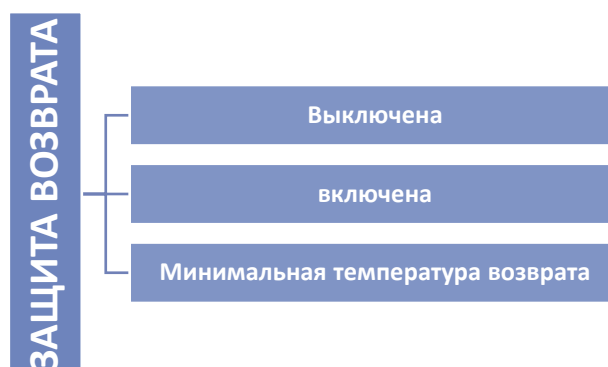 ЗАЩИТА ВОЗВРАТА
Выключена
включена
Минимальная температура возврата